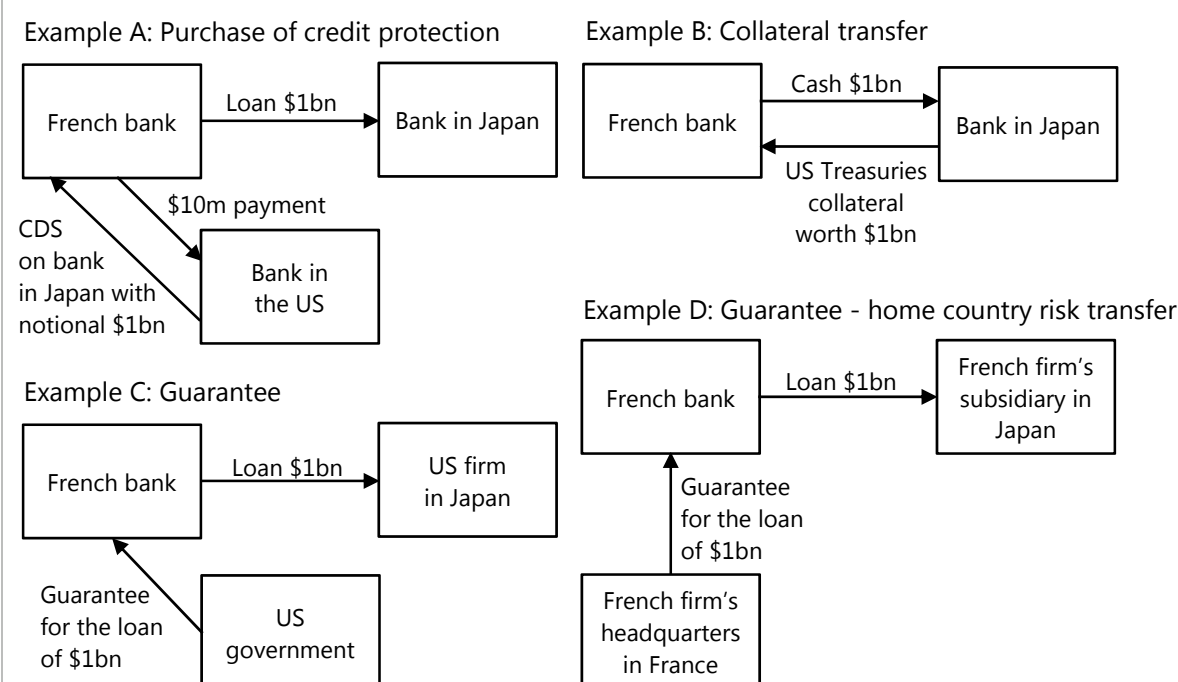 Example A: Purchase of credit protection
French bank
Loan $1bn
Bank in Japan
$10m payment
CDS
on bank
in Japan with
notional $1bn
Bank in
the US
Example B: Collateral transfer
French bank
Cash $1bn
Bank in Japan
US Treasuries
collateral
worth $1bn
Example C: Guarantee
French bank
Loan $1bn
US firm
in Japan
Guarantee
for the loan
of $1bn
US
government
Example D: Guarantee - home country risk transfer
French bank
Loan $1bn
French firm's
subsidiary in
Japan
Guarantee
for the loan
of $1bn
French firm's
headquarters
in France